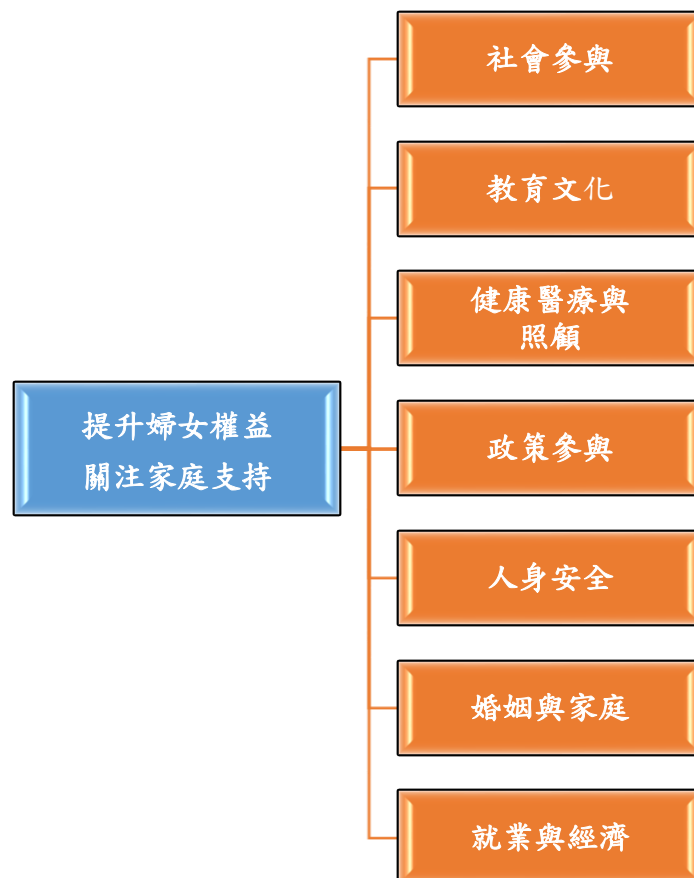 社會參與
教育文化
健康醫療與
照顧
提升婦女權益
關注家庭支持
政策參與
人身安全
婚姻與家庭
就業與經濟